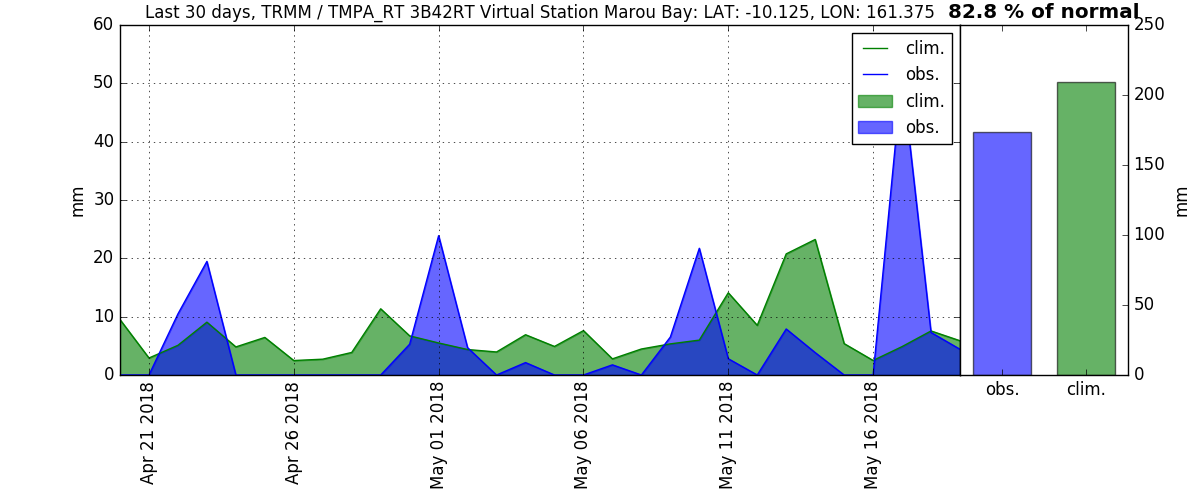 Last 30 days, TRMM / TMPA_RT 3B42RT Virtual Station Marou Bay: LAT: -10.125, LON: 161.375
82.8 % of normal
60
50
40
30
20
10
0
mm
clim.
obs.
clim.
obs.
250
200
150
100
50
0
mm
Apr 21 2018
Apr 26 2018
May 01 2018
May 06 2018
May 11 2018
May 16 2018
obs.
clim.